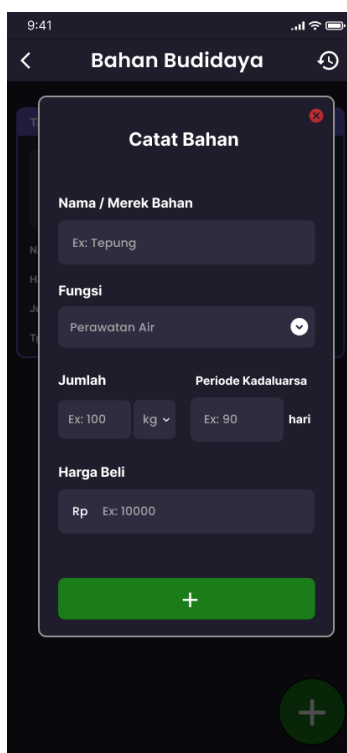 9:41
Bahan Budidaya
Catat Bahan
Nama / Merek Bahan
Ex: Tepung
Fungsi
Perawatan Air
Jumlah Periode Kadaluarsa
Ex: 100 kg Ex: 90 hari
Harga Beli
Rp Ex: 10000
+
+